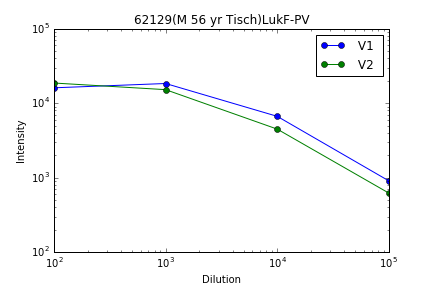 62129(M 56 yr Tisch)LukF-PV
10^5
V1
V2
10^4
Intensity
10^3
10^2
10^2 10^3 10^4 10^5
Dilution